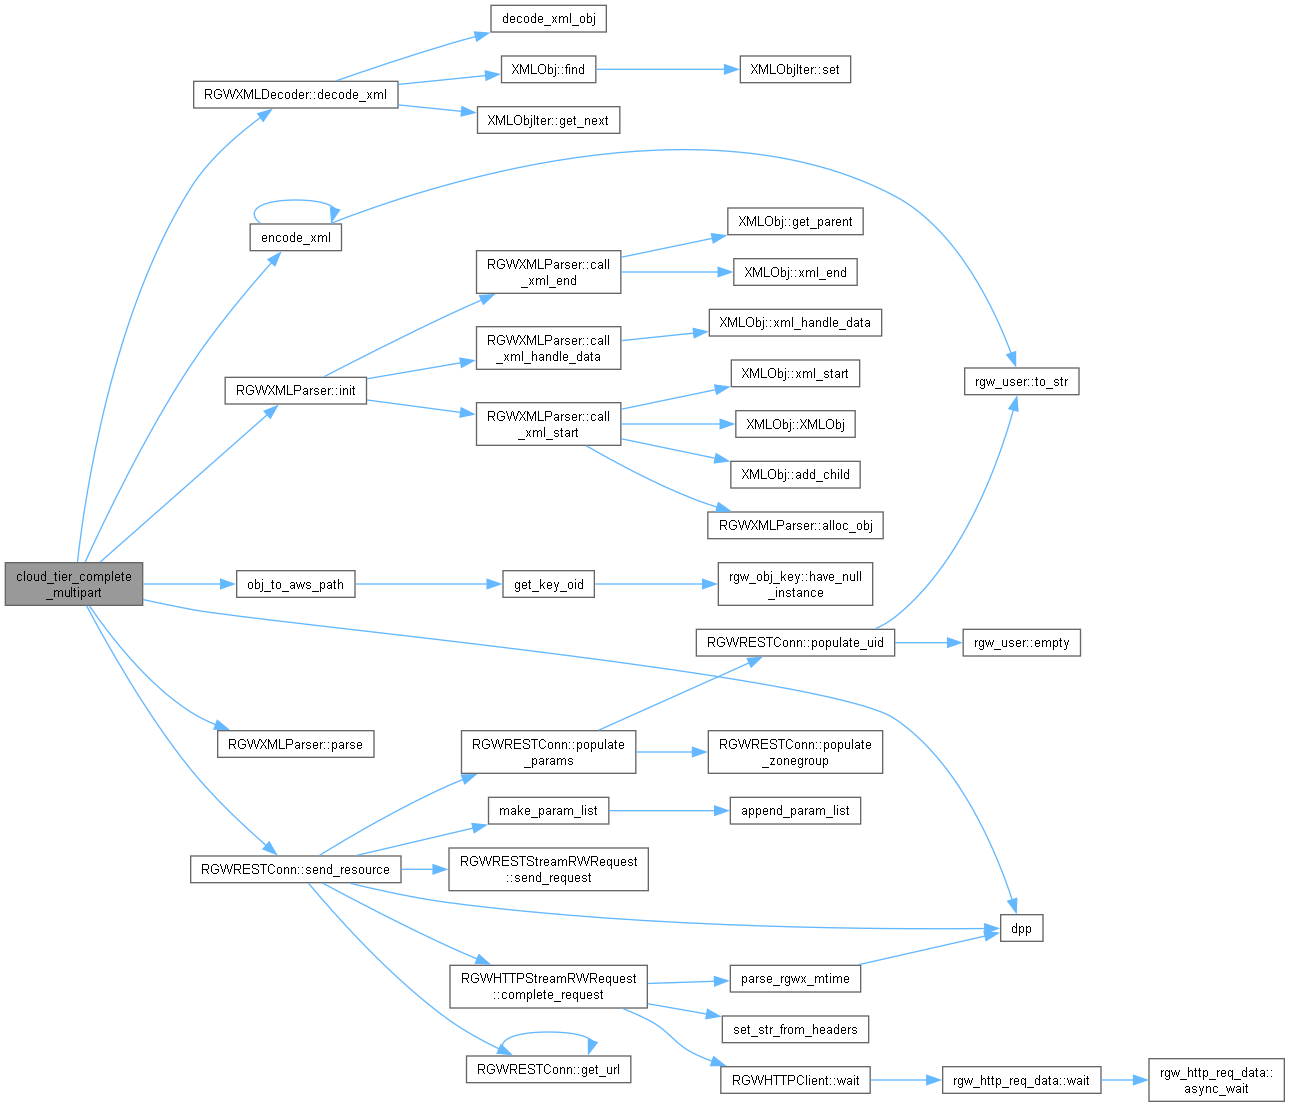 decode_xml_obj
XMLObj::find
XMLObjIter::set
RGWXMLDecoder::decode_xml
XMLObjIter::get_next
XMLObj::get_parent
encode_xml
RGWXMLParser::call
_xml_end
XMLObj::xml_end
XMLObj::xml_handle_data
RGWXMLParser::call
_xml_handle_data
XMLObj::xml_start
rgw_user::to_str
RGWXMLParser::init
RGWXMLParser::call
_xml_start
XMLObj::XMLObj
XMLObj::add_child
RGWXMLParser::alloc_obj
cloud_tier_complete
_multipart
obj_to_aws_path
get_key_oid
rgw_obj_key::have_null
_instance
RGWRESTConn::populate_uid
rgw_user::empty
RGWXMLParser::parse
RGWRESTConn::populate
_params
RGWRESTConn::populate
_zonegroup
make_param_list
append_param_list
RGWRESTConn::send_resource
RGWRESTStreamRWRequest
::send_request
dpp
RGWHTTPStreamRWRequest
::complete_request
parse_rgwx_mtime
set_str_from_headers
RGWRESTConn::get_url
RGWHTTPClient::wait
rgw_http_req_data::wait
rgw_http_req_data::
async_wait